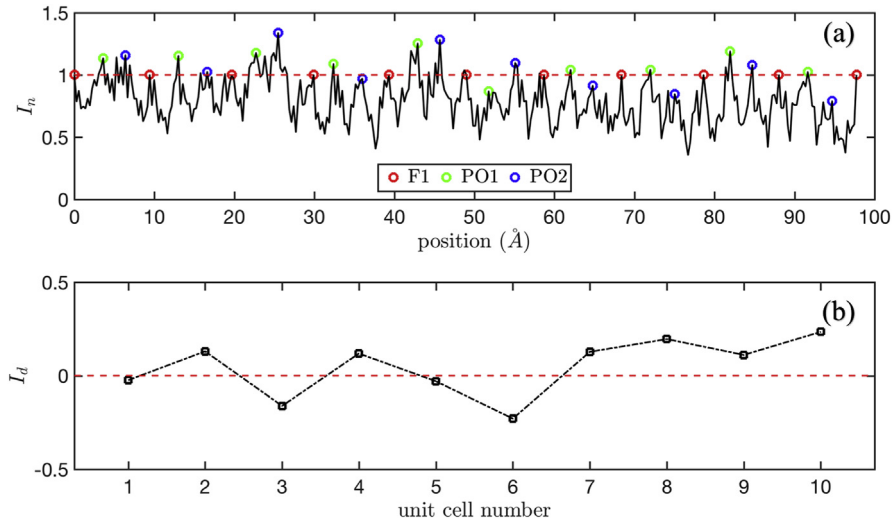 1.5
(a)
1
I_n
0.5
F1 PO1 PO2
0
0 10 20 30 40 50 60 70 80 90 100
position (Å)
0.5
(b)
I_d
0
-0.5
1 2 3 4 5 6 7 8 9 10
unit cell number